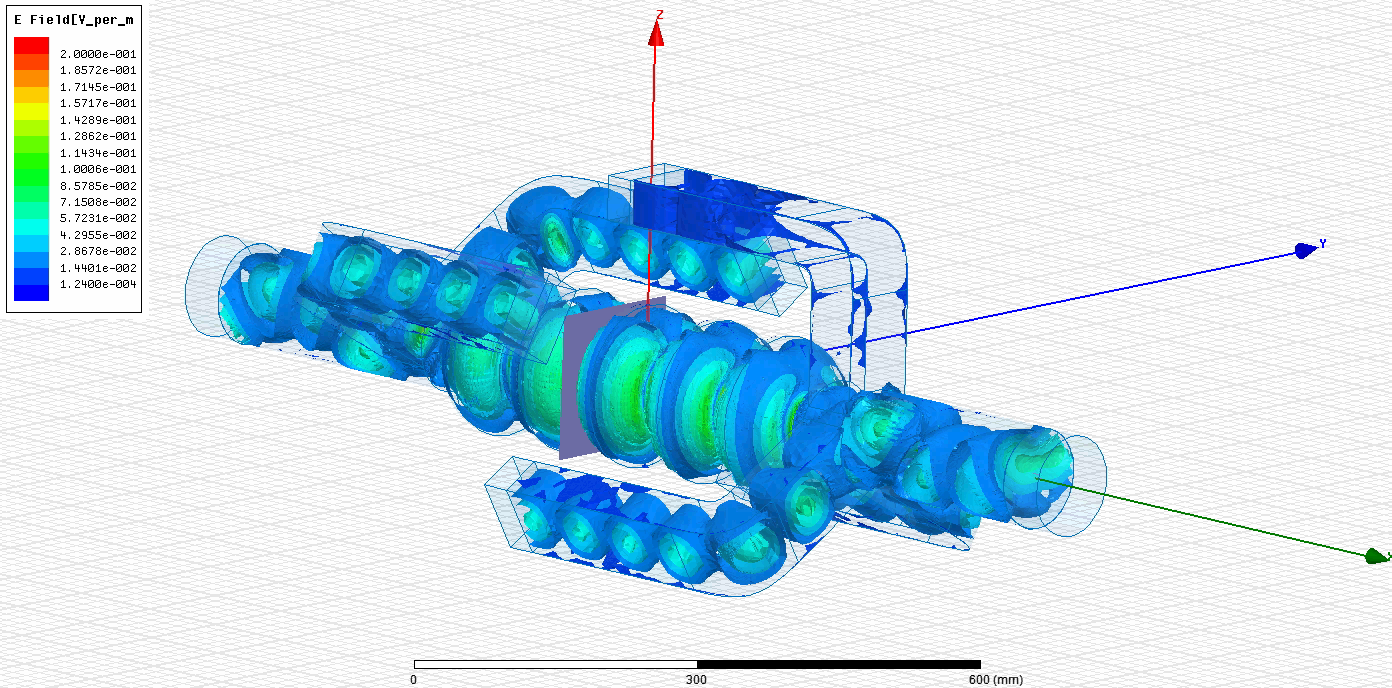 E Field[V_per_m
2.0000e-001
1.8572e-001
1.7145e-001
1.5717e-001
1.4289e-001
1.2862e-001
1.1434e-001
1.0006e-001
8.5785e-002
7.1508e-002
5.7231e-002
4.2955e-002
2.8678e-002
1.4401e-002
1.2400e-004
Z
Y
0
300
600 (mm)